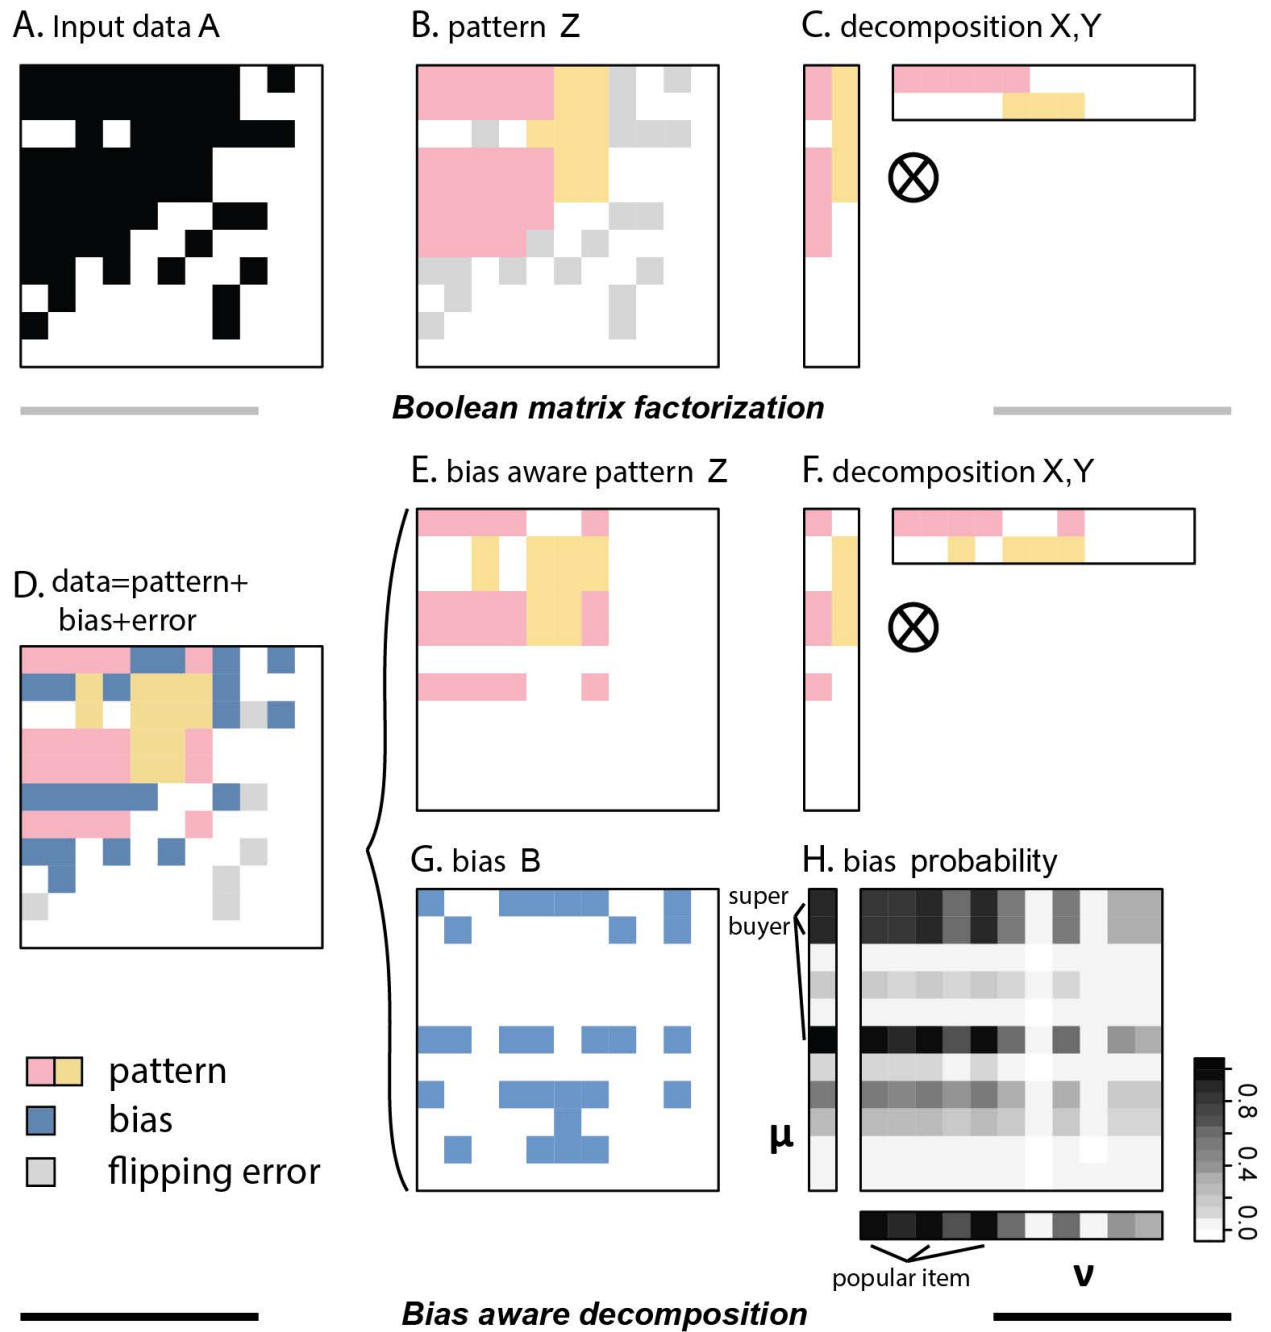 A. Input data A
B. pattern Z
C. decomposition X,Y
Boolean matrix factorization
D. data=pattern+
bias+error
E. bias aware pattern Z
F. decomposition X,Y
pattern
bias
flipping error
G. bias B
H. bias probability
super
buyer
μ
0.8
0.4
0.0
popular item
ν
Bias aware decomposition